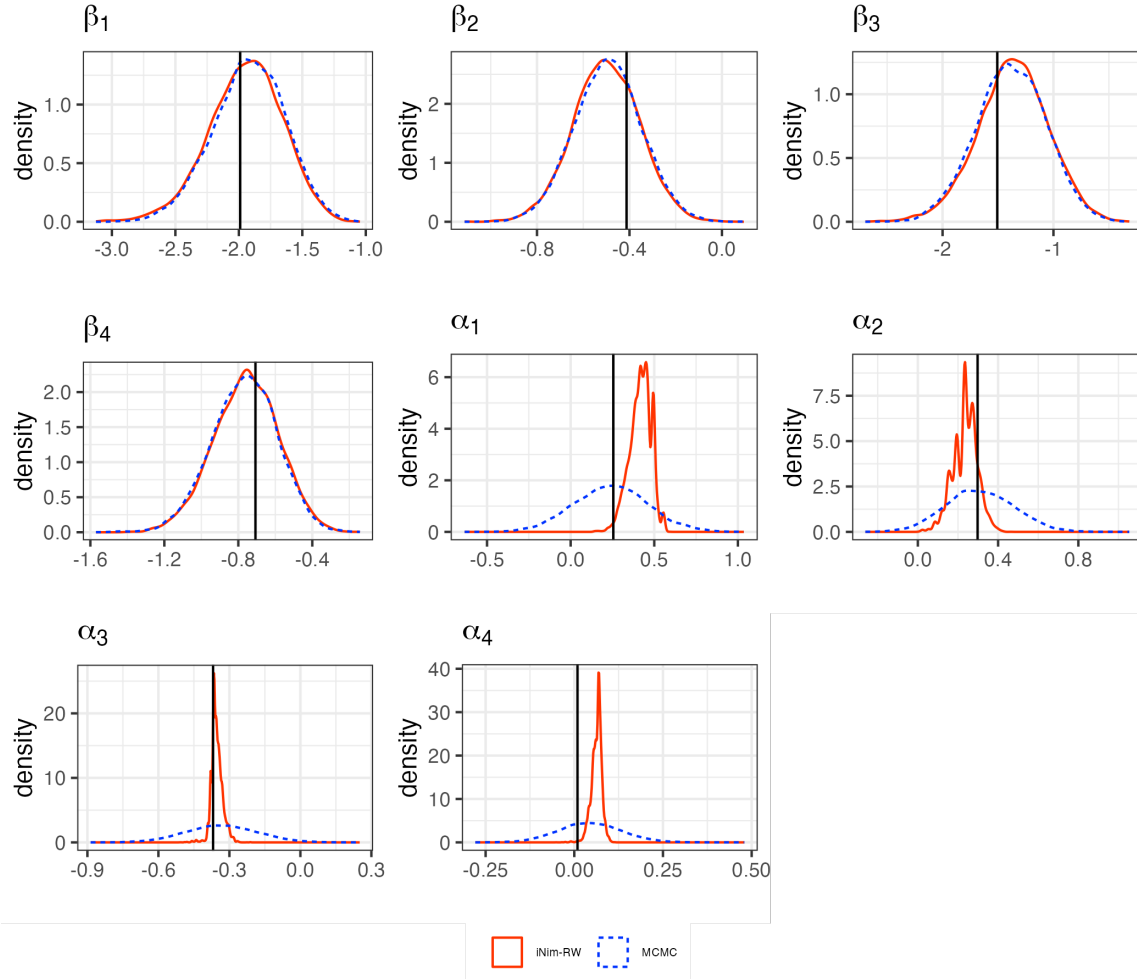 β1 β2 β3
density
1.0
0.5
0.0
-3.0 -2.5 -2.0 -1.5 -1.0
density
2
1
0
-0.8 -0.4 0.0
density
1.0
0.5
0.0
-2 -1
β4 α1 α2
density
2.0
1.5
1.0
0.5
0.0
-1.6 -1.2 -0.8 -0.4
density
6
4
2
0
-0.5 0.0 0.5 1.0
density
7.5
5.0
2.5
0.0
0.0 0.4 0.8
α3 α4
density
20
10
0
-0.9 -0.6 -0.3 0.0 0.3
density
40
30
20
10
0
-0.25 0.00 0.25 0.50
iNim-RW MCMC